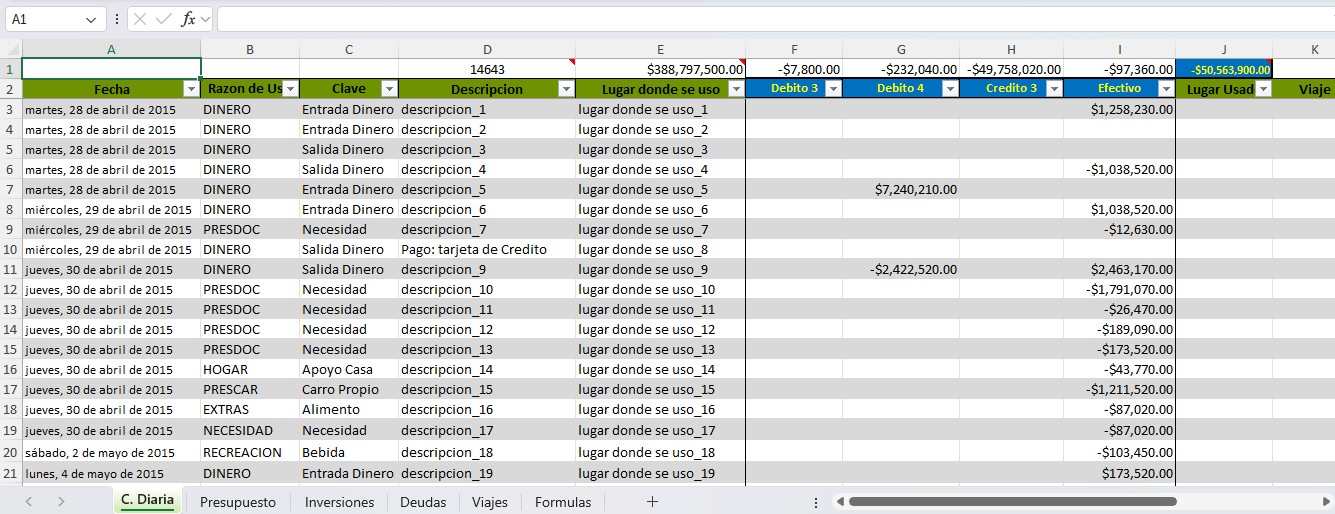 A1 fx
A B C D E F G H I J K
1 14643 $388,797,500.00 -$7,800.00 -$232,040.00 -$49,758,020.00 -$97,360.00 -$50,563,900.00
2 Fecha Razon de Us Clave Descripcion Lugar donde se uso Debito 3 Debito 4 Credito 3 Efectivo Lugar Usad Viaje
3 martes, 28 de abril de 2015 DINERO Entrada Dinero descripcion_1 lugar donde se uso_1 $1,258,230.00
4 martes, 28 de abril de 2015 DINERO Entrada Dinero descripcion_2 lugar donde se uso_2
5 martes, 28 de abril de 2015 DINERO Salida Dinero descripcion_3 lugar donde se uso_3
6 martes, 28 de abril de 2015 DINERO Salida Dinero descripcion_4 lugar donde se uso_4 -$1,038,520.00
7 martes, 28 de abril de 2015 DINERO Entrada Dinero descripcion_5 lugar donde se uso_5 $7,240,210.00
8 miércoles, 29 de abril de 2015 DINERO Entrada Dinero descripcion_6 lugar donde se uso_6 $1,038,520.00
9 miércoles, 29 de abril de 2015 PRESDOC Necesidad descripcion_7 lugar donde se uso_7 -$12,630.00
10 miércoles, 29 de abril de 2015 DINERO Salida Dinero Pago: tarjeta de Credito lugar donde se uso_8
11 jueves, 30 de abril de 2015 DINERO Salida Dinero descripcion_9 lugar donde se uso_9 -$2,422,520.00 $2,463,170.00
12 jueves, 30 de abril de 2015 PRESDOC Necesidad descripcion_10 lugar donde se uso_10 -$1,791,070.00
13 jueves, 30 de abril de 2015 PRESDOC Necesidad descripcion_11 lugar donde se uso_11 -$26,470.00
14 jueves, 30 de abril de 2015 PRESDOC Necesidad descripcion_12 lugar donde se uso_12 -$189,090.00
15 jueves, 30 de abril de 2015 PRESDOC Necesidad descripcion_13 lugar donde se uso_13 -$173,520.00
16 jueves, 30 de abril de 2015 HOGAR Apoyo Casa descripcion_14 lugar donde se uso_14 -$43,770.00
17 jueves, 30 de abril de 2015 PRESCAR Carro Propio descripcion_15 lugar donde se uso_15 -$1,211,520.00
18 jueves, 30 de abril de 2015 EXTRAS Alimento descripcion_16 lugar donde se uso_16 -$87,020.00
19 jueves, 30 de abril de 2015 NECESIDAD Necesidad descripcion_17 lugar donde se uso_17 -$87,020.00
20 sábado, 2 de mayo de 2015 RECREACION Bebida descripcion_18 lugar donde se uso_18 -$103,450.00
21 lunes, 4 de mayo de 2015 DINERO Entrada Dinero descripcion_19 lugar donde se uso_19 $173,520.00
C. Diaria Presupuesto Inversiones Deudas Viajes Formulas